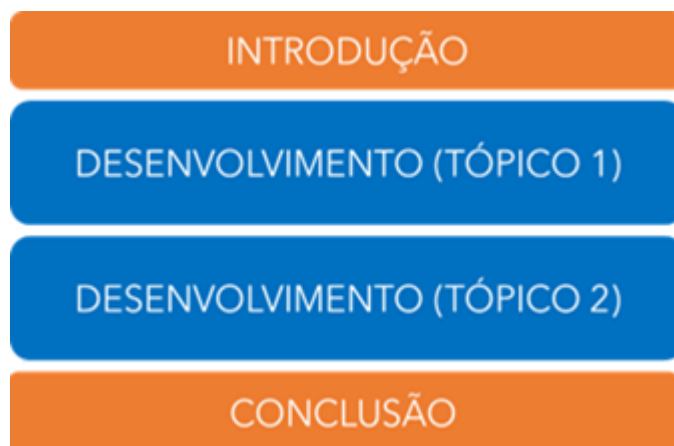 INTRODUÇÃO
DESENVOLVIMENTO (TÓPICO 1)
DESENVOLVIMENTO (TÓPICO 2)
CONCLUSÃO